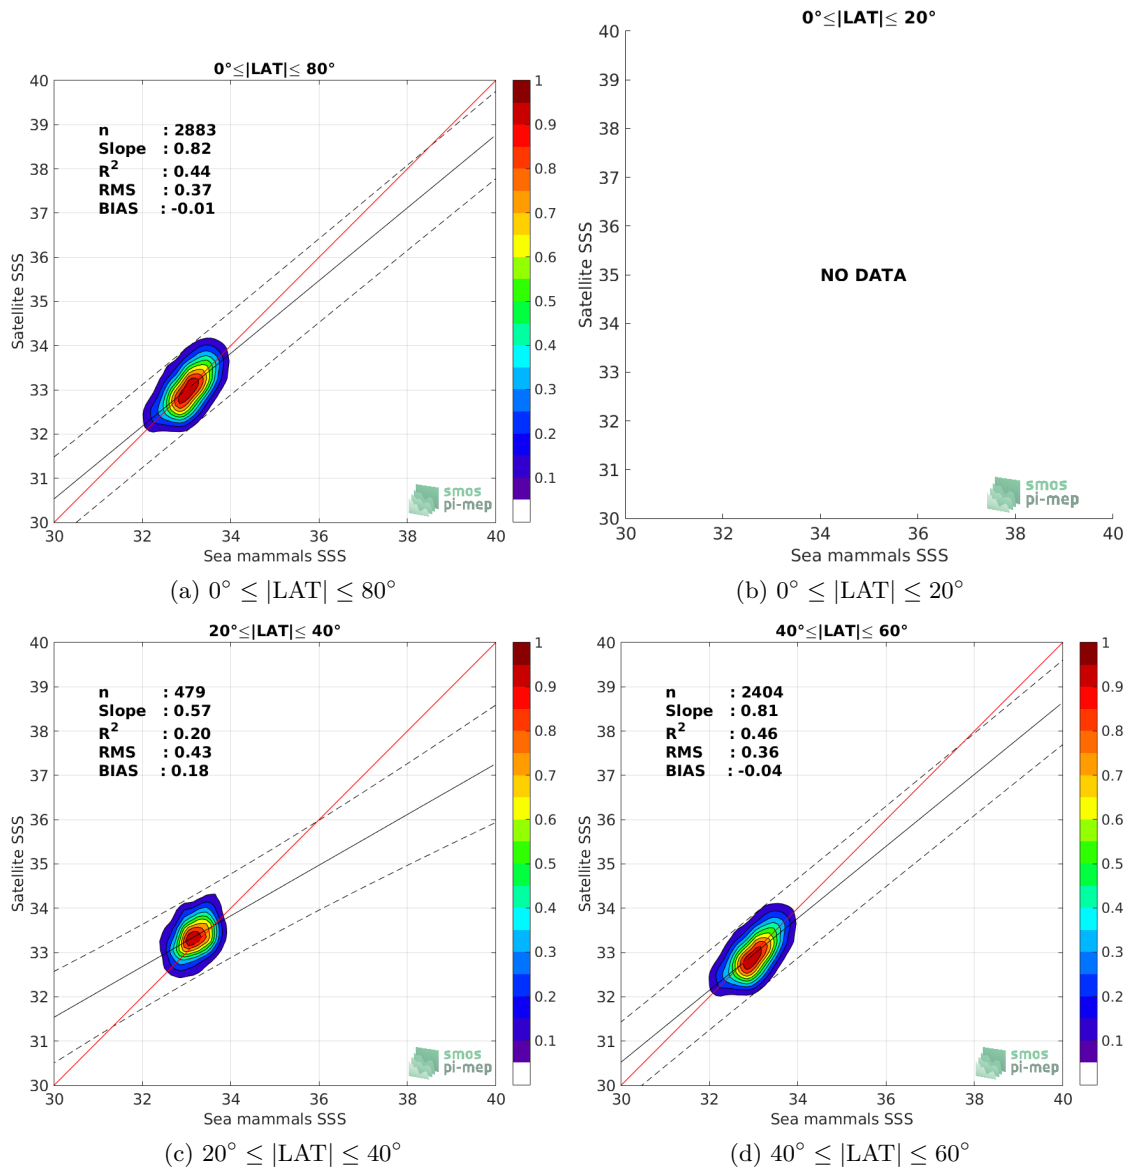 0°≤|LAT|≤ 80°
40
39
38
37
36
35
34
33
32
31
30
Satellite SSS
n : 2883
Slope : 0.82
R² : 0.44
RMS : 0.37
BIAS : -0.01
smos
pi-mep
30 32 34 36 38 40
Sea mammals SSS
1
0.9
0.8
0.7
0.6
0.5
0.4
0.3
0.2
0.1
(a) 0° ≤ |LAT| ≤ 80°
0°≤|LAT|≤ 20°
40
39
38
37
36
35
34
33
32
31
30
Satellite SSS
NO DATA
smos
pi-mep
30 32 34 36 38 40
Sea mammals SSS
(b) 0° ≤ |LAT| ≤ 20°
20°≤|LAT|≤ 40°
40
39
38
37
36
35
34
33
32
31
30
Satellite SSS
n : 479
Slope : 0.57
R² : 0.20
RMS : 0.43
BIAS : 0.18
smos
pi-mep
30 32 34 36 38 40
Sea mammals SSS
1
0.9
0.8
0.7
0.6
0.5
0.4
0.3
0.2
0.1
(c) 20° ≤ |LAT| ≤ 40°
40°≤|LAT|≤ 60°
40
39
38
37
36
35
34
33
32
31
30
Satellite SSS
n : 2404
Slope : 0.81
R² : 0.46
RMS : 0.36
BIAS : -0.04
smos
pi-mep
30 32 34 36 38 40
Sea mammals SSS
1
0.9
0.8
0.7
0.6
0.5
0.4
0.3
0.2
0.1
(d) 40° ≤ |LAT| ≤ 60°